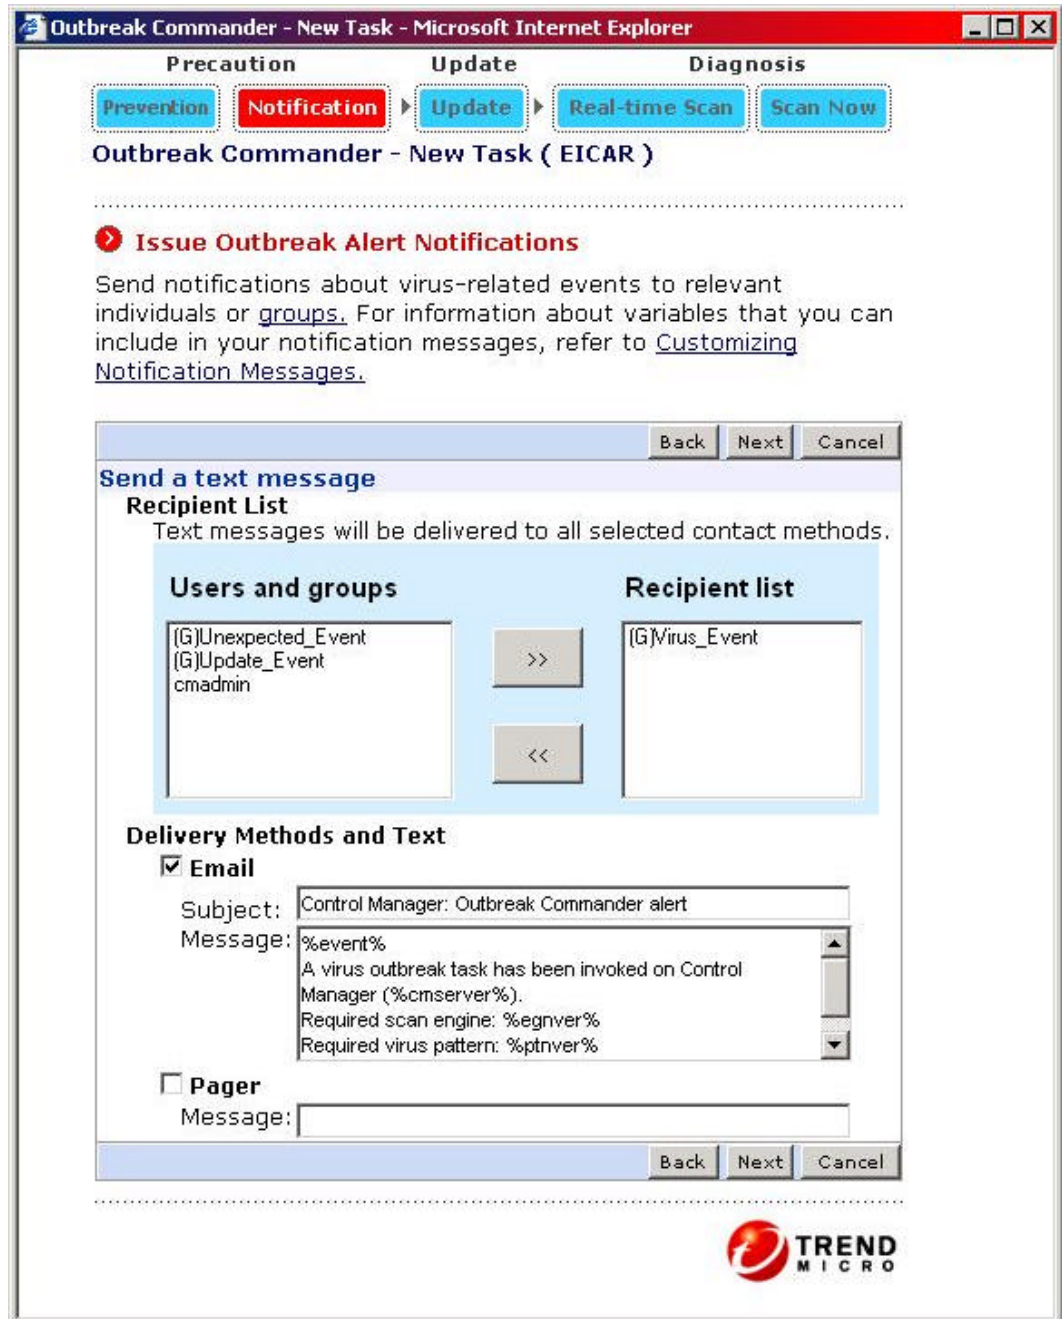 Outbreak Commander - New Task - Microsoft Internet Explorer
Precaution Update Diagnosis
Prevention Notification Update Real-time Scan Scan Now
Outbreak Commander - New Task ( EICAR )
Issue Outbreak Alert Notifications
Send notifications about virus-related events to relevant
individuals or groups. For information about variables that you can
include in your notification messages, refer to Customizing
Notification Messages.
Back Next Cancel
Send a text message
Recipient List
Text messages will be delivered to all selected contact methods.
Users and groups Recipient list
(G)Unexpected_Event
(G)Update_Event
cmadmin
>>
<<
(G)Virus_Event
Delivery Methods and Text
Email
Subject: Control Manager: Outbreak Commander alert
Message: %event%
A virus outbreak task has been invoked on Control
Manager (%cmserver%).
Required scan engine: %egnver%
Required virus pattern: %ptnver%
Pager
Message:
Back Next Cancel
TREND
MICRO